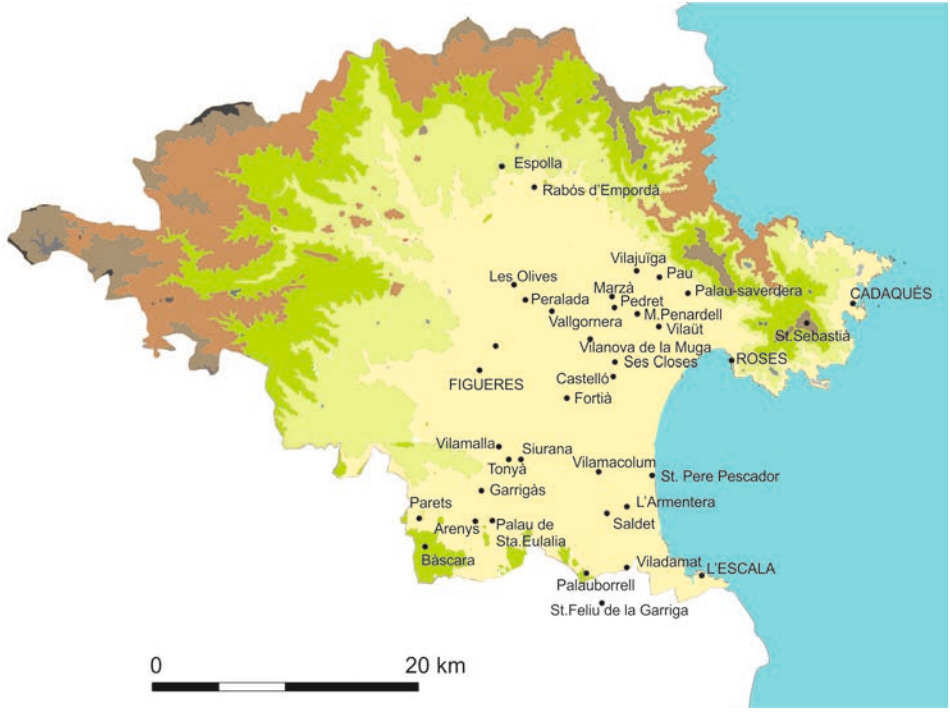 Espolla
Rabós d'Empordà
Vilajuïga
Pau
Les Olives
Marzà
Palau-saverdera
Peralada
Pedret
CADAQUÈS
Vallgornera
M.Penardell
Vilaüt
St.Sebastià
Vilanova de la Muga
ROSES
Ses Closes
FIGUERES
Castelló
Fortià
Vilamalla
Siurana
Tonyà
Vilamacolum
St. Pere Pescador
Garrigàs
Parets
L'Armentera
Arenys
Palau de
Sta.Eulalia
Saldet
Bàscara
Viladamat
L'ESCALA
Palauborrell
St.Feliu de la Garriga
0
20 km